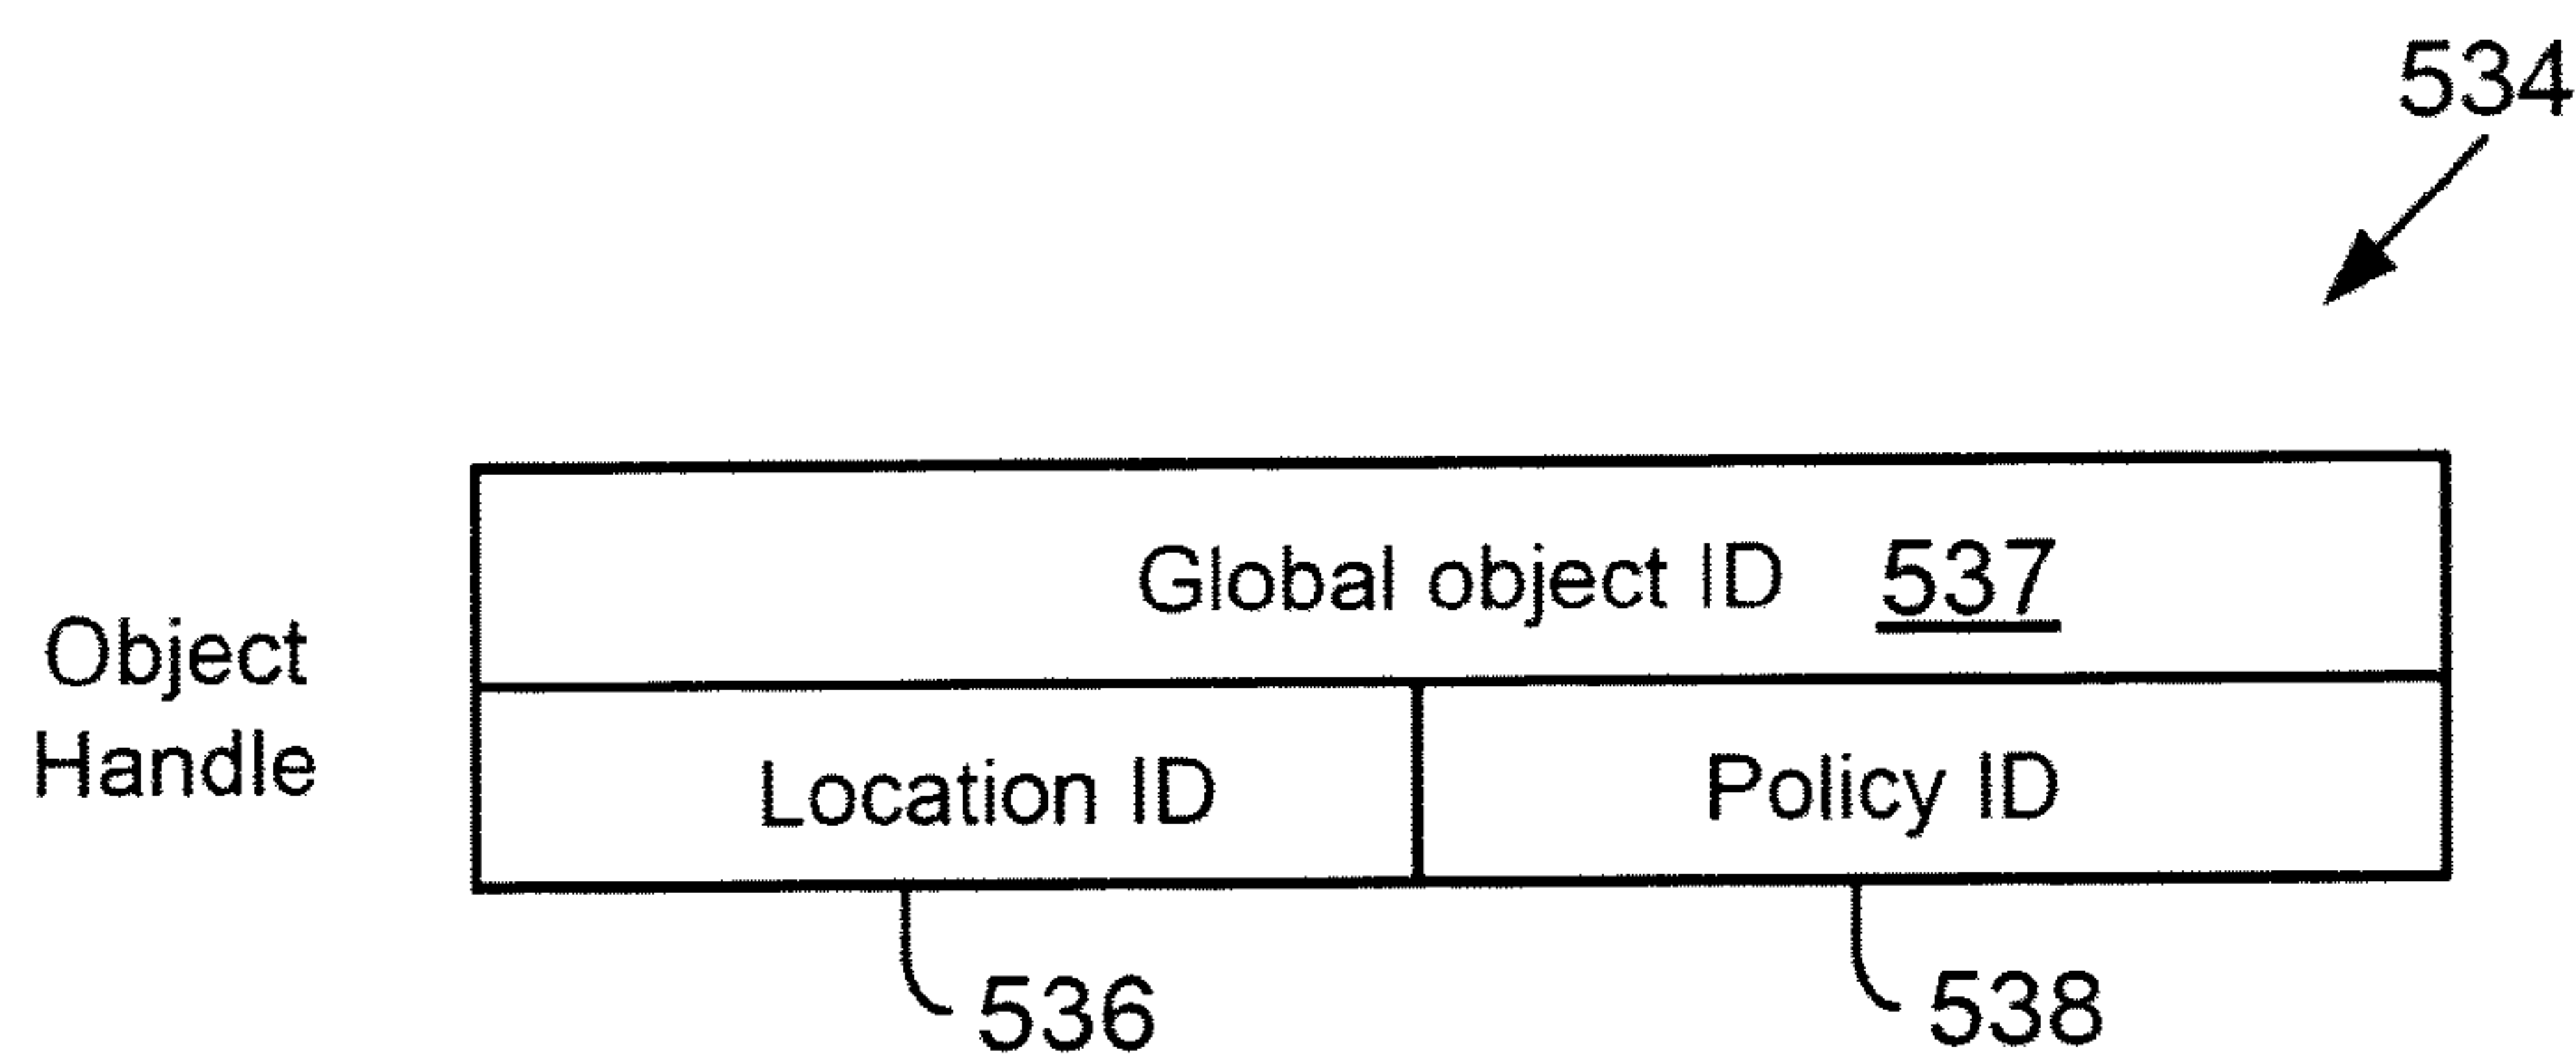 534
Global object ID 537
Object
Handle
Location ID
Policy ID
536
538